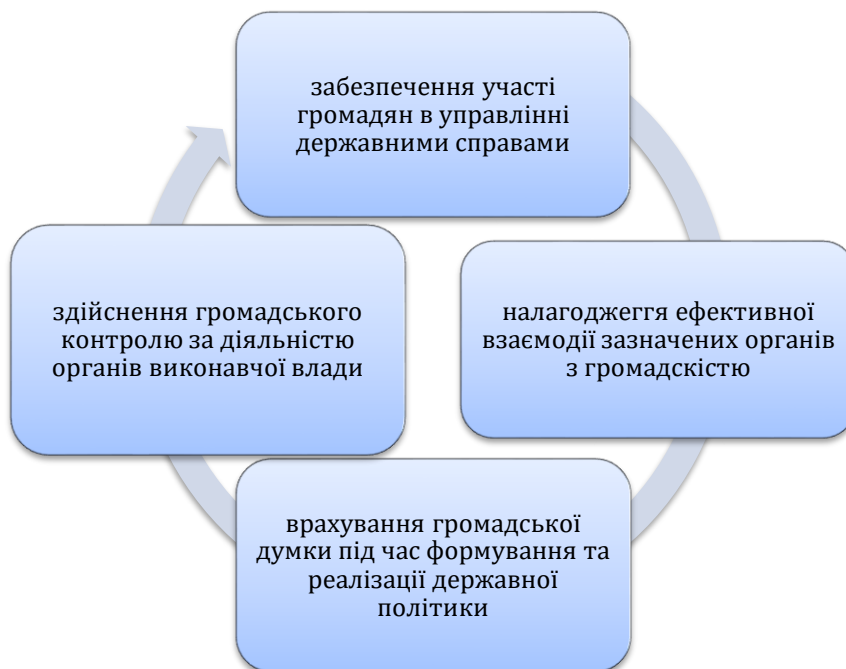 забезпечення участі
громадян в управлінні
державними справами
налагоджеггя ефективної
взаємодії зазначених органів
з громадскістю
врахування громадської
думки під час формування та
реалізації державної
політики
здійснення громадського
контролю за діяльністю
органів виконавчої влади